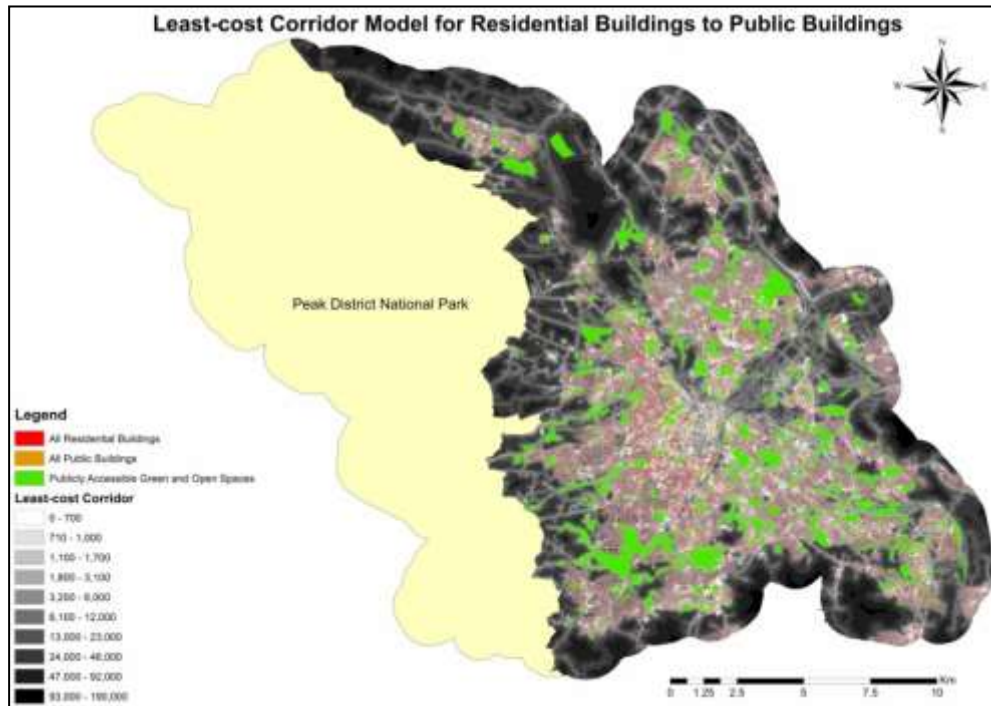 Least-cost Corridor Model for Residential Buildings to Public Buildings
N
W
E
S
Peak District National Park
Legend
All Residential Buildings
All Public Buildings
Publicly Accessible Green and Open Spaces
Least-cost Corridor
0 - 700
710 - 1,000
1,100 - 1,700
1,800 - 3,100
3,200 - 6,000
6,100 - 12,000
13,000 - 23,000
24,000 - 46,000
47,000 - 92,000
93,000 -
Km
0 1.25 2.5 5 7.5 10